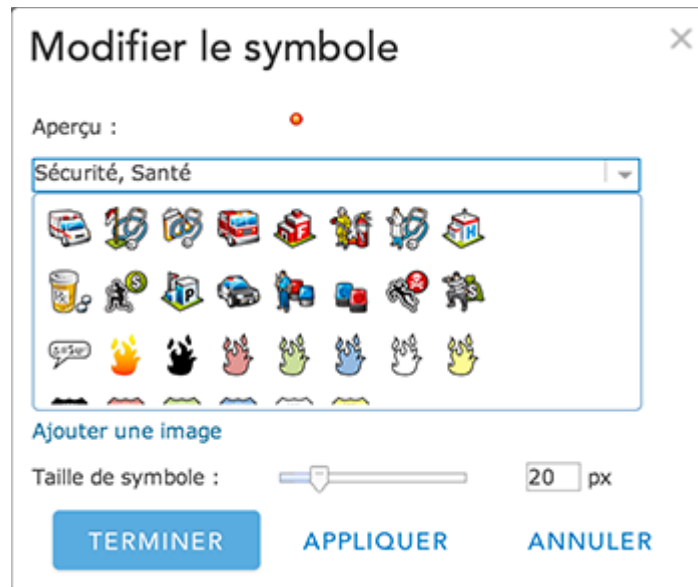 Modifier le symbole
Aperçu :
Sécurité, Santé
Ajouter une image
Taille de symbole : 20 px
TERMINER APPLIQUER ANNULER